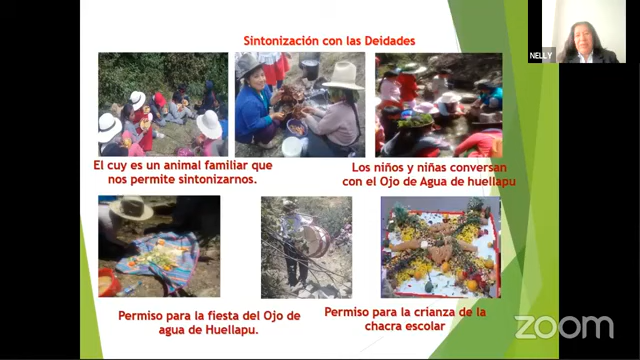 Sintonización con las Deidades
NELLY
El cuy es un animal familiar que
nos permite sintonizarnos.
Los niños y niñas conversan
con el Ojo de Agua de huellapu
Permiso para la fiesta del Ojo de
agua de Huellapu.
Permiso para la crianza de la
chacra escolar
zoom